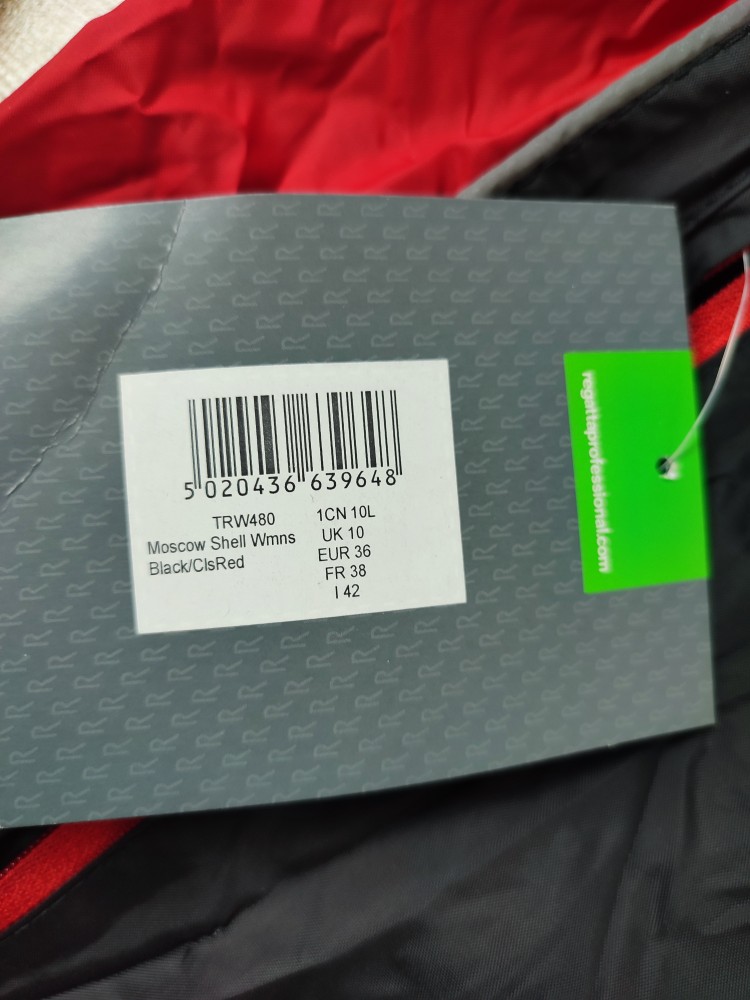 5 020436 639648
TRW480
Moscow Shell Wmns
Black/ClsRed
1CN 10L
UK 10
EUR 36
FR 38
I 42
regattaprofessional.com